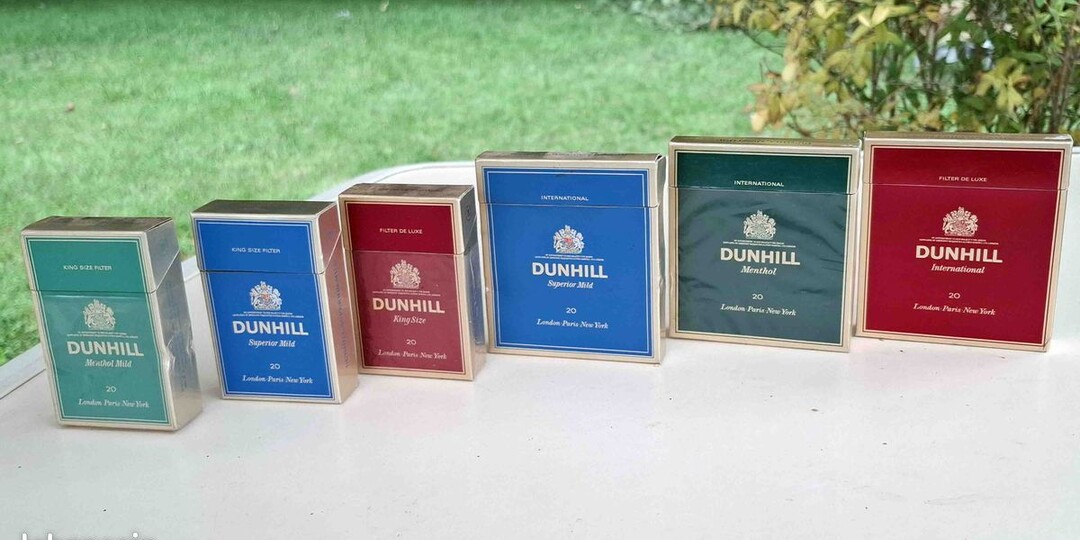 KING SIZE FILTER
DUNHILL
Menthol Mild
20
London·Paris·New York
KING SIZE FILTER
DUNHILL
Superior Mild
20
London·Paris·New York
FILTER DE LUXE
DUNHILL
King Size
20
London·Paris·New York
INTERNATIONAL
DUNHILL
Superior Mild
20
London·Paris·New York
INTERNATIONAL
DUNHILL
Menthol
20
London·Paris·New York
FILTER DE LUXE
DUNHILL
International
20
London·Paris·New York